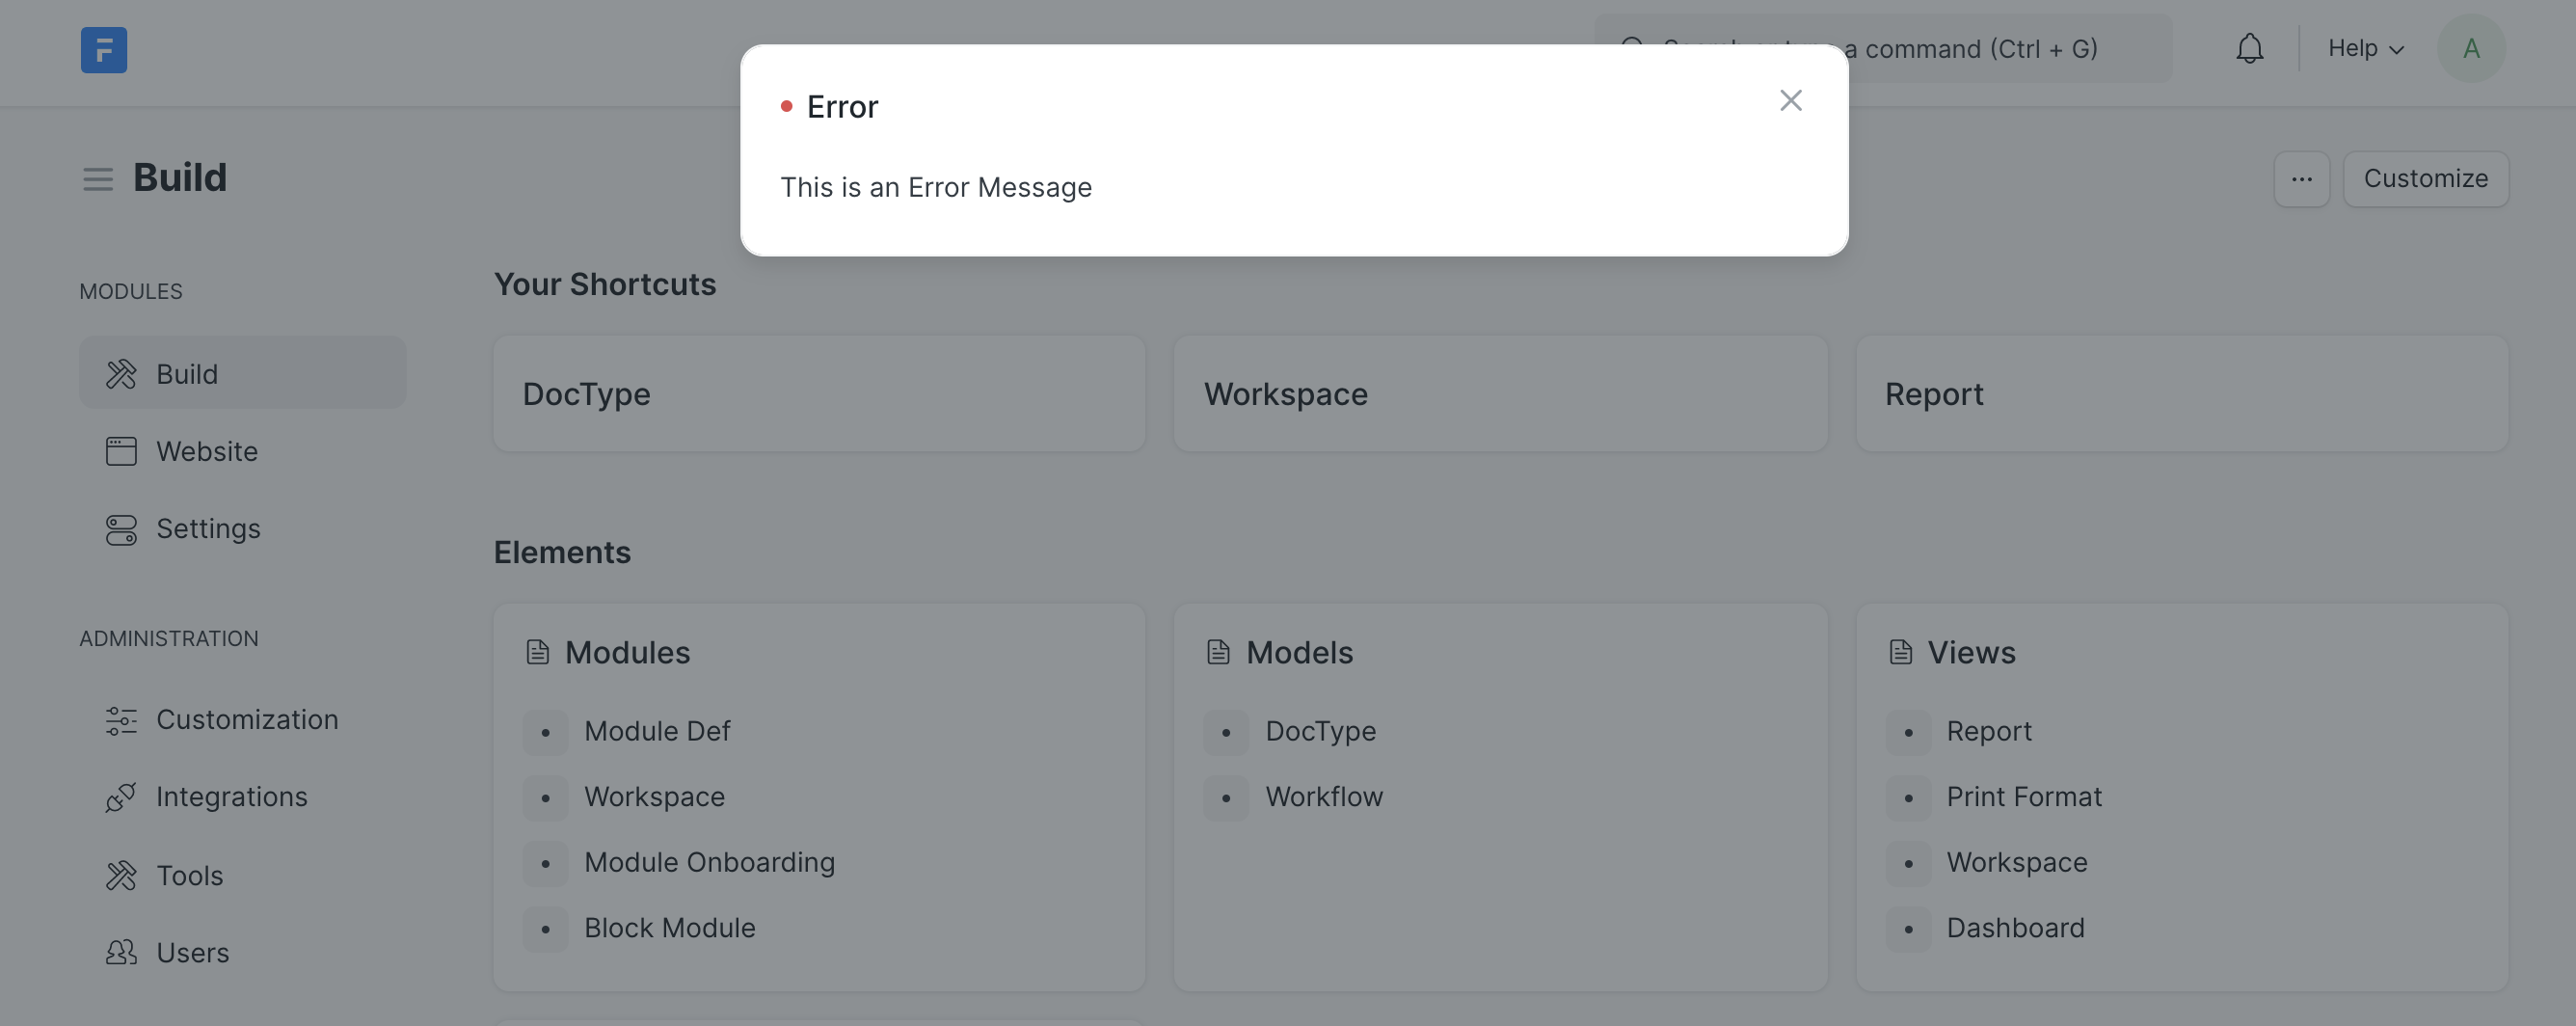 F
a command (Ctrl + G)
Help
A
Error
This is an Error Message
Build
...
Customize
MODULES
Build
Website
Settings
ADMINISTRATION
Customization
Integrations
Tools
Users
Your Shortcuts
DocType
Workspace
Report
Elements
Modules
Module Def
Workspace
Module Onboarding
Block Module
Models
DocType
Workflow
Views
Report
Print Format
Workspace
Dashboard